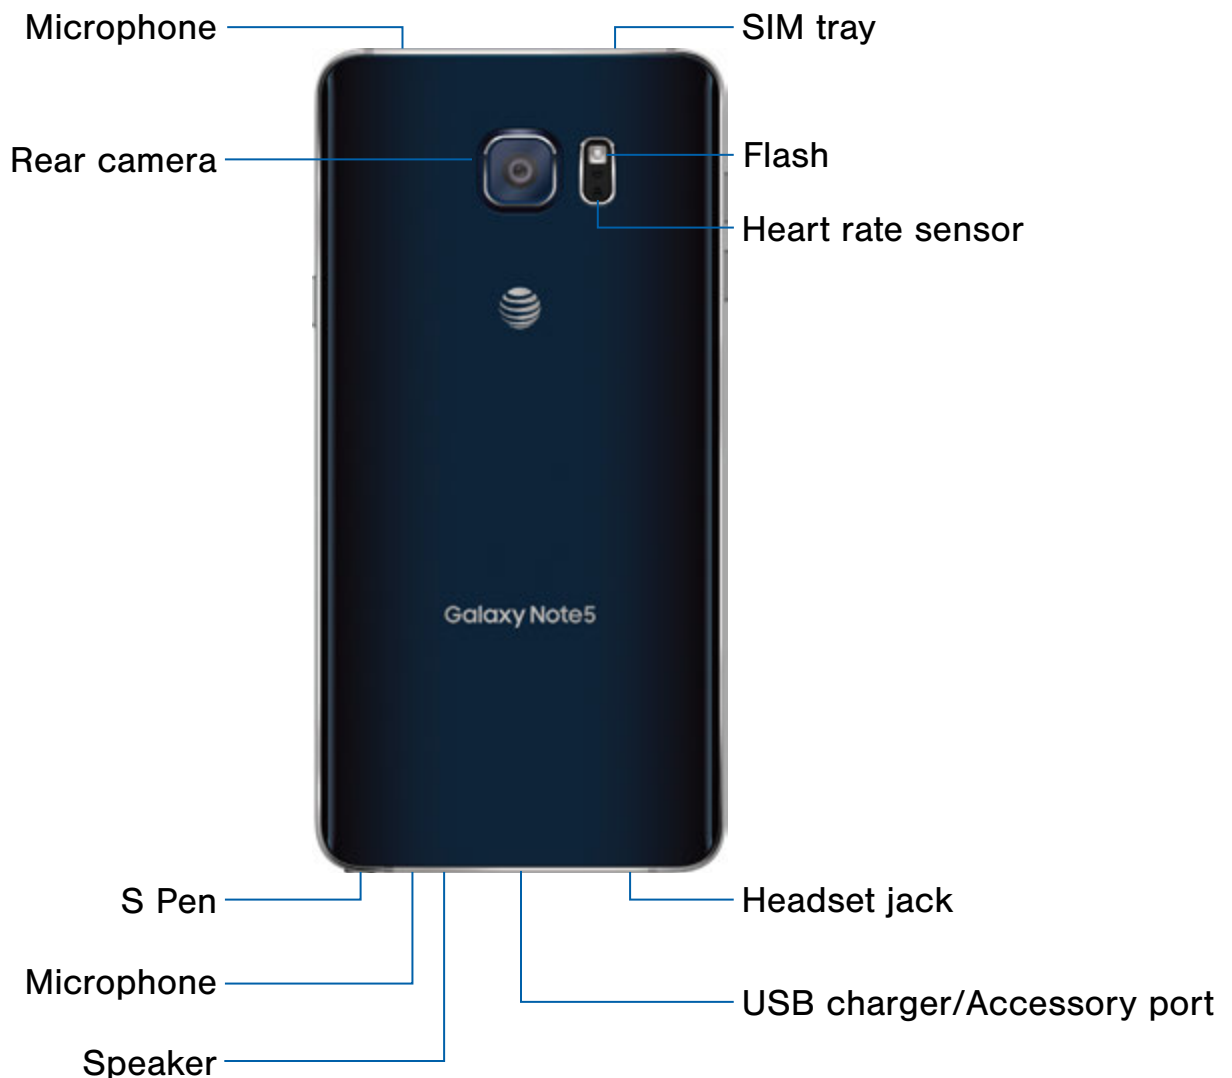 Microphone
SIM tray
Rear camera
Flash
Heart rate sensor
Galaxy Note5
S Pen
Headset jack
Microphone
USB charger/Accessory port
Speaker